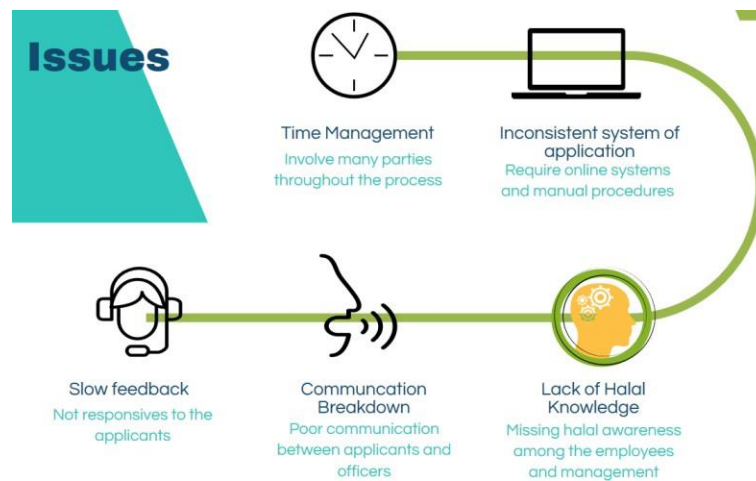 Issues
Time Management
Involve many parties
throughout the process
Inconsistent system of
application
Require online systems
and manual procedures
Slow feedback
Not responsives to the
applicants
Communcation
Breakdown
Poor communication
between applicants and
officers
Lack of Halal
Knowledge
Missing halal awareness
among the employees
and management